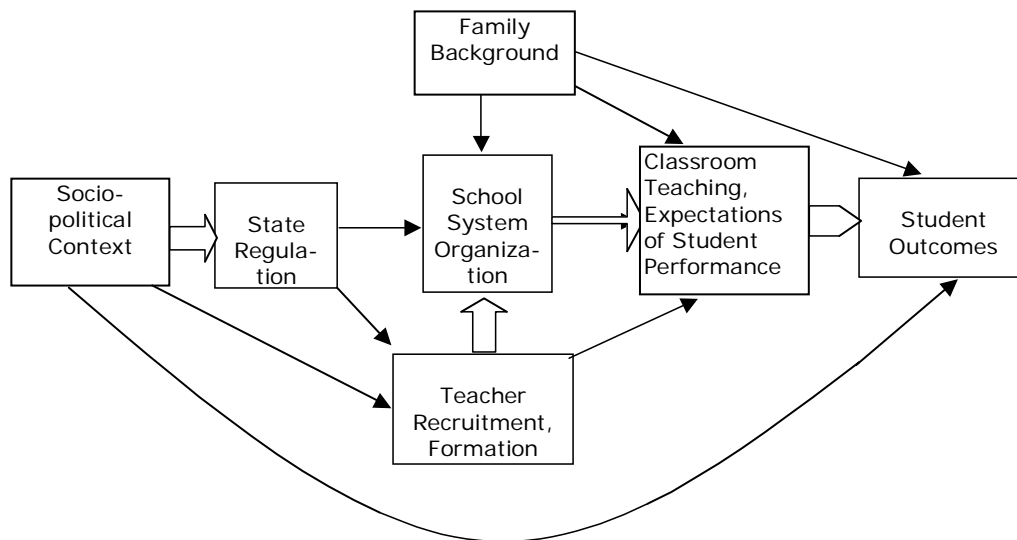 Family
Background
Socio-
political
Context
State
Regula-
tion
School
System
Organiza-
tion
Classroom
Teaching,
Expectations
of Student
Performance
Student
Outcomes
Teacher
Recruitment,
Formation